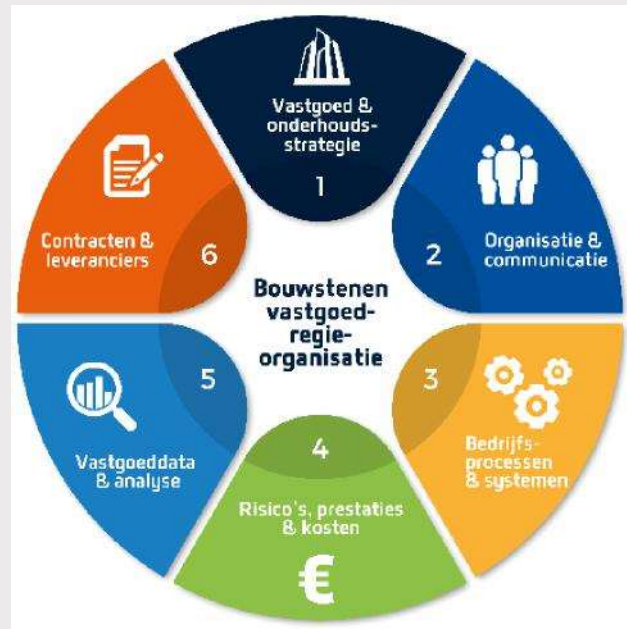 Vastgoed &
onderhouds-
strategie
1
Organisatie &
communicatie
2
Bedrijfs-
processen
& systemen
3
Risico's, prestaties
& kosten
€
4
Vastgoeddata
& analyse
5
Contracten &
leveranciers
6
Bouwstenen
vastgoed-
regie-
organisatie